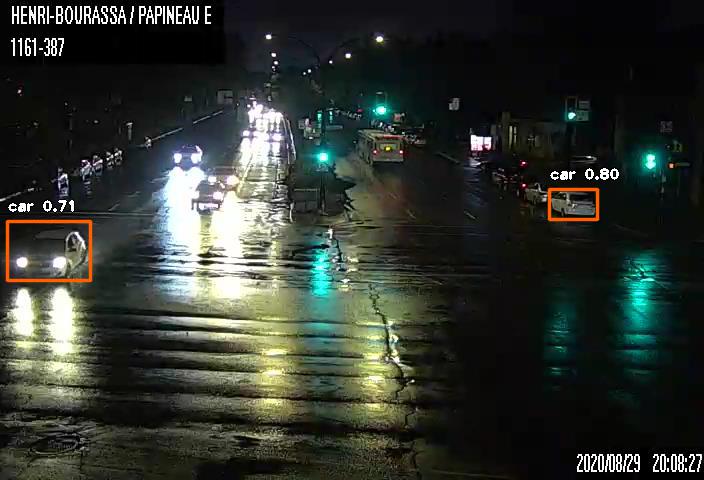 HENRI-BOURASSA / PAPINEAU E
1161-387
car 0.80
car 0.71
2020/08/29 20:08:27